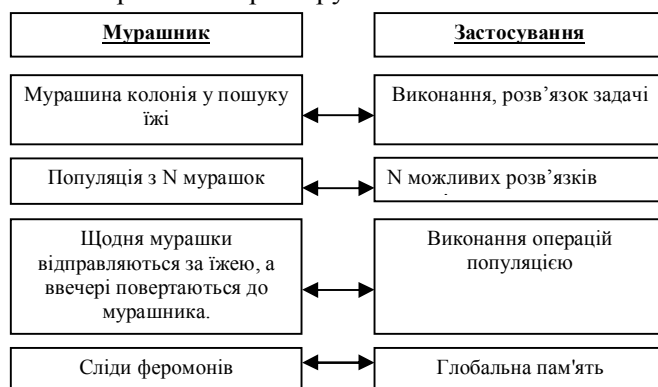 Мурашник
Застосування
Мурашина колонія у пошуку
їжі
Виконання, розв’язок задачі
Популяція з N мурашок
N можливих розв’язків
Щодня мурашки
відправляються за їжею, а
ввечері повертаються до
мурашника.
Виконання операцій
популяцією
Сліди феромонів
Глобальна пам'ять